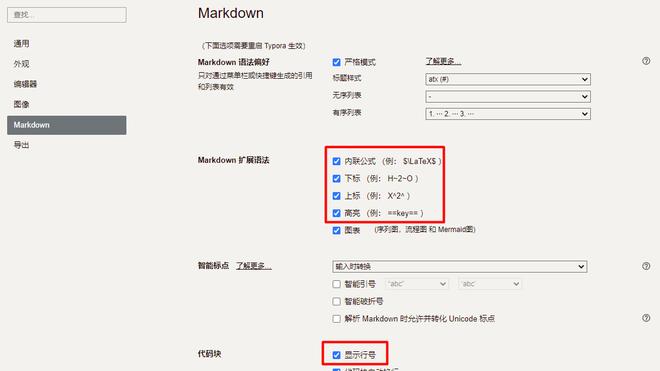 查找...
Markdown
通用
外观
编辑器
图像
Markdown
导出
（下面选项需要重启 Typora 生效）
Markdown 语法偏好
只对通过菜单栏或快捷键生成的引用
和列表有效
严格模式 了解更多...
标题样式 atx (#)
无序列表 -
有序列表 1. ··· 2. ··· 3. ···
Markdown 扩展语法
内联公式 （例： $\LaTeX$ ）
下标 （例： H~2~O ）
上标 （例： X^2^ ）
高亮 （例： ==key== ）
图表 (序列图，流程图 和 Mermaid图)
智能标点 了解更多... 输入时转换
智能引号 “abc” ‘abc’
智能破折号
解析 Markdown 时允许并转化 Unicode 标点
代码块 显示行号